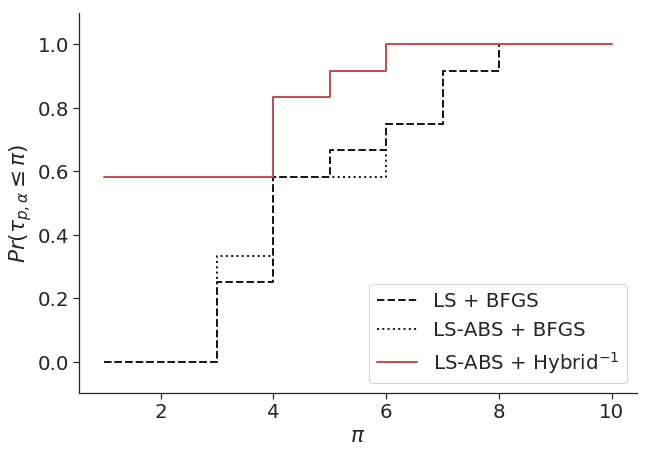 1.0
0.8
0.6
0.4
0.2
0.0
Pr(τ_{p,α} ≤ π)
LS + BFGS
LS-ABS + BFGS
LS-ABS + Hybrid⁻¹
2 4 6 8 10
π